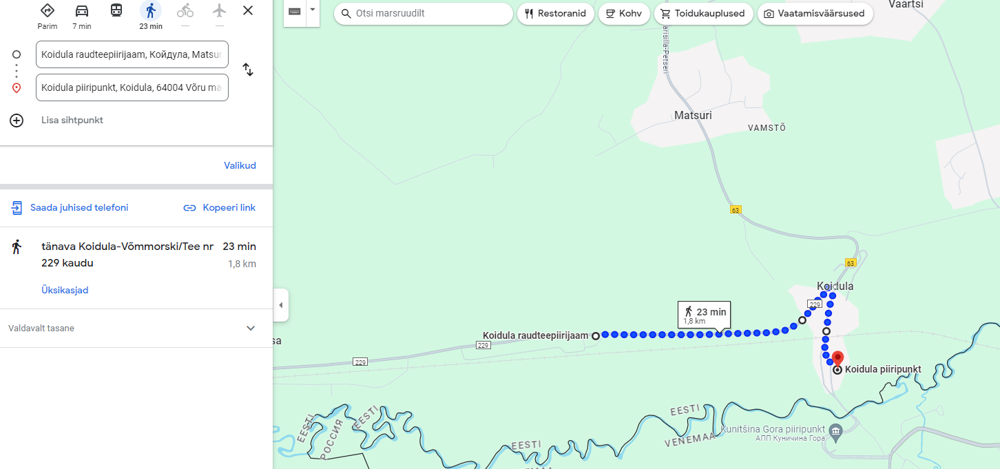 Parim
7 min
23 min
—
—
Koidula raudteepiirijaam, Койдула, Matsur
Koidula piiripunkt, Koidula, 64004 Võru ma
Lisa sihtpunkt
Valikud
Saada juhised telefoni
Kopeeri link
tänava Koidula-Võmmorski/Tee nr
229 kaudu
23 min
1,8 km
Üksikasjad
Valdavalt tasane
Otsi marsruudilt
Restoranid
Kohv
Toidukauplused
Vaatamisväärsused
Väärtsi
arisilla-Petseri
Matsuri
VAMSTÕ
63
63
Koidula
229
23 min
1,8 km
Koidula raudteepiirijaam
sa
229
229
Koidula piiripunkt
EESTI
РОССИЯ
EESTI
EESTI
EESTI
VENEMAA
Kunitšina Gora piiripunkt
АПП Куничина Гора